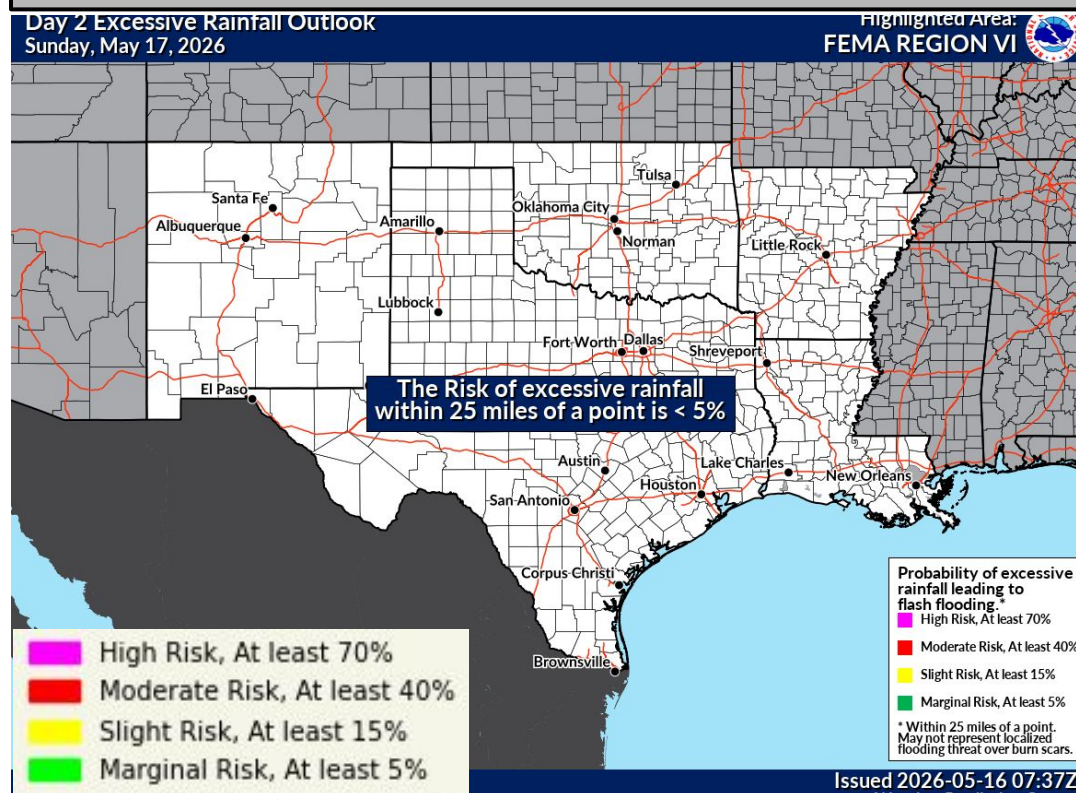 Day 2 Excessive Rainfall Outlook
Sunday, May 17, 2026
Highlighted Area:
FEMA REGION VI
Santa Fe
Albuquerque
Amarillo
Tulsa
Oklahoma City
Norman
Little Rock
Lubbock
Fort Worth
Dallas
Shreveport
El Paso
The Risk of excessive rainfall
within 25 miles of a point is < 5%
Austin
Lake Charles
Houston
New Orleans
San Antonio
Corpus Christi
Brownsville
High Risk, At least 70%
Moderate Risk, At least 40%
Slight Risk, At least 15%
Marginal Risk, At least 5%
Probability of excessive
rainfall leading to
flash flooding.*
High Risk, At least 70%
Moderate Risk, At least 40%
Slight Risk, At least 15%
Marginal Risk, At least 5%
* Within 25 miles of a point.
May not represent localized
flooding threat over burn scars.
Issued 2026-05-16 07:37Z